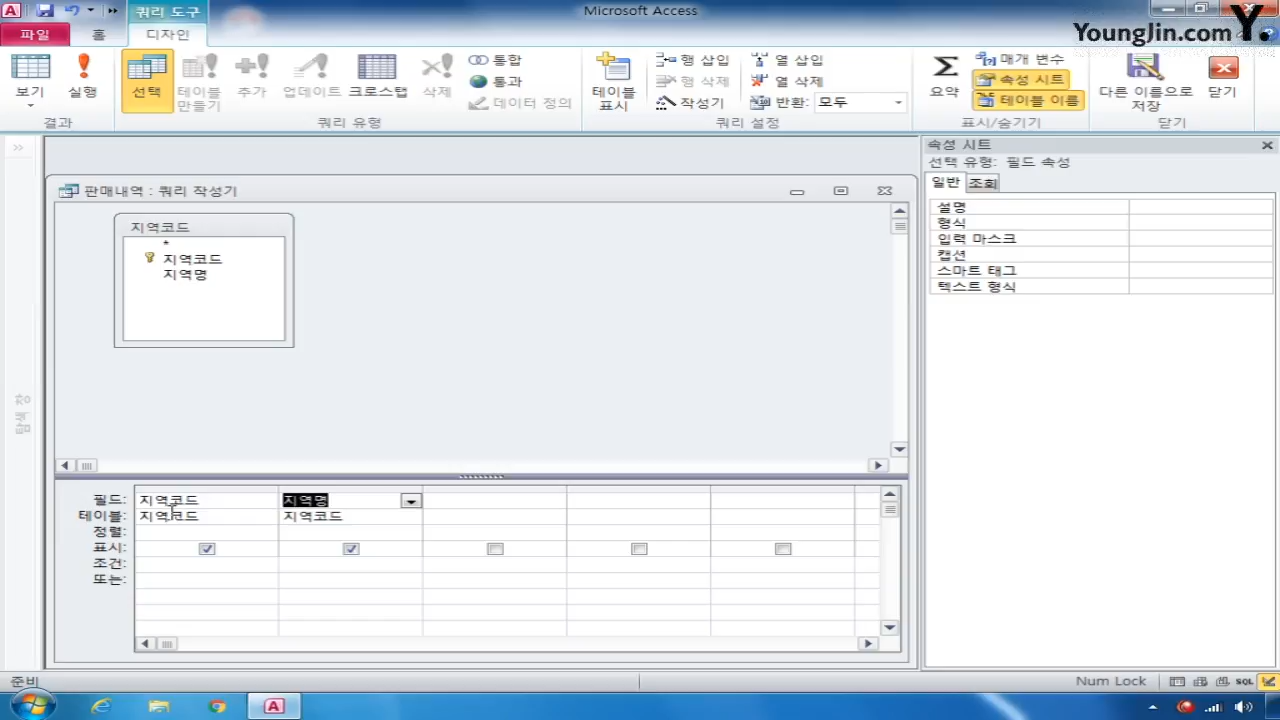 쿼리 도구
Microsoft Access
파일
홈
디자인
YoungJin.com Y.
보기
실행
선택
테이블
만들기
추가
업데이트
크로스탭
삭제
통합
통과
데이터 정의
테이블
표시
행 삽입
행 삭제
작성기
열 삽입
열 삭제
반환: 모두
요약
매개 변수
속성 시트
테이블 이름
다른 이름으로
저장
닫기
결과
쿼리 유형
쿼리 설정
표시/숨기기
닫기
탐색 창
판매내역 : 쿼리 작성기
지역코드
*
지역코드
지역명
필드: 지역코드 지역명
테이블: 지역코드 지역코드
정렬:
표시:
조건:
또는:
속성 시트
선택 유형: 필드 속성
일반 조회
설명
형식
입력 마스크
캡션
스마트 태그
텍스트 형식
준비
Num Lock
SQL